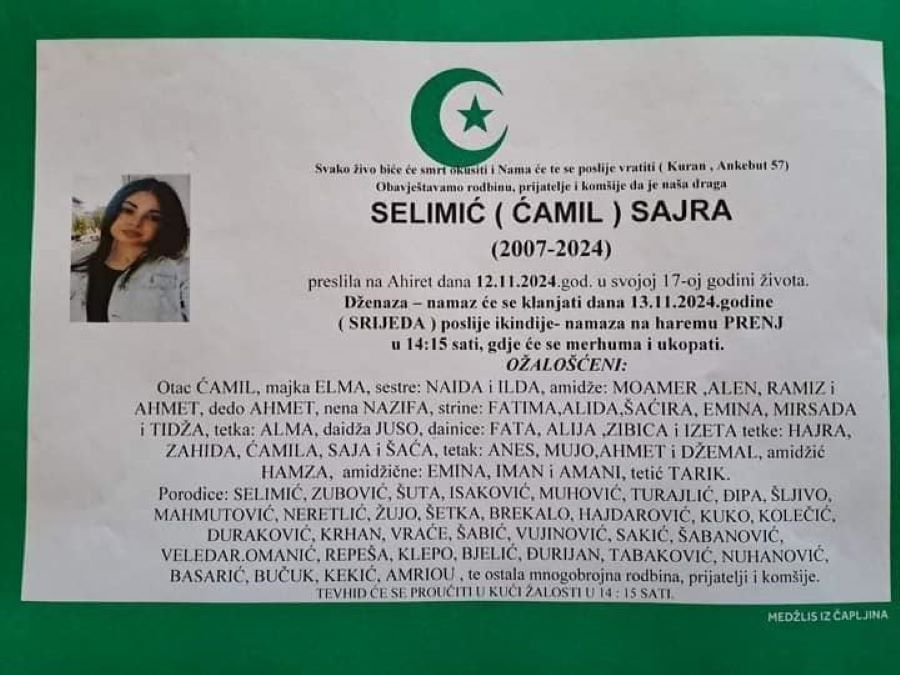 Svako živo biće će smrt okusiti i Nama će te se poslije vratiti ( Kuran , Ankebut 57)
Obavještavamo rodbinu, prijatelje i komšije da je naša draga
SELIMIĆ ( ĆAMIL ) SAJRA
(2007-2024)
preslila na Ahiret dana 12.11.2024.god. u svojoj 17-oj godini života.
Dženaza – namaz će se klanjati dana 13.11.2024.godine
( SRIJEDA ) poslije ikindije- namaza na haremu PRENJ
u 14:15 sati, gdje će se merhuma i ukopati.
OŽALOŠĆENI:
Otac ĆAMIL, majka ELMA, sestre: NAIDA i ILDA, amidže: MOAMER ,ALEN, RAMIZ i
AHMET, dedo AHMET, nena NAZIFA, strine: FATIMA,ALIDA,ŠAĆIRA, EMINA, MIRSADA
i TIDŽA, tetka: ALMA, daidža JUSO, dainice: FATA, ALIJA ,ZIBICA i IZETA tetke: HAJRA,
ZAHIDA, ĆAMILA, SAJA i ŠAĆA, tetak: ANES, MUJO,AHMET i DŽEMAL, amidžić
HAMZA, amidžične: EMINA, IMAN i AMANI, tetić TARIK.
Porodice: SELIMIĆ, ZUBOVIĆ, ŠUTA, ISAKOVIĆ, MUHOVIĆ, TURAJLIĆ, ĐIPA, ŠLJIVO,
MAHMUTOVIĆ, NERETLIĆ, ŽUJO, ŠETKA, BREKALO, HAJDAROVIĆ, KUKO, KOLEČIĆ,
DURAKOVIĆ, KRHAN, VRAĆE, ŠABIĆ, VUJINOVIĆ, SAKIĆ, ŠABANOVIĆ,
VELEDAR.OMANIĆ, REPEŠA, KLEPO, BJELIĆ, ĐURIJAN, TABAKOVIĆ, NUHANOVIĆ,
BASARIĆ, BUČUK, KEKIĆ, AMRIOU , te ostala mnogobrojna rodbina, prijatelji i komšije.
TEVHID ĆE SE PROUČITI U KUĆI ŽALOSTI U 14 : 15 SATI.
MEDŽLIS IZ ČAPLJINA